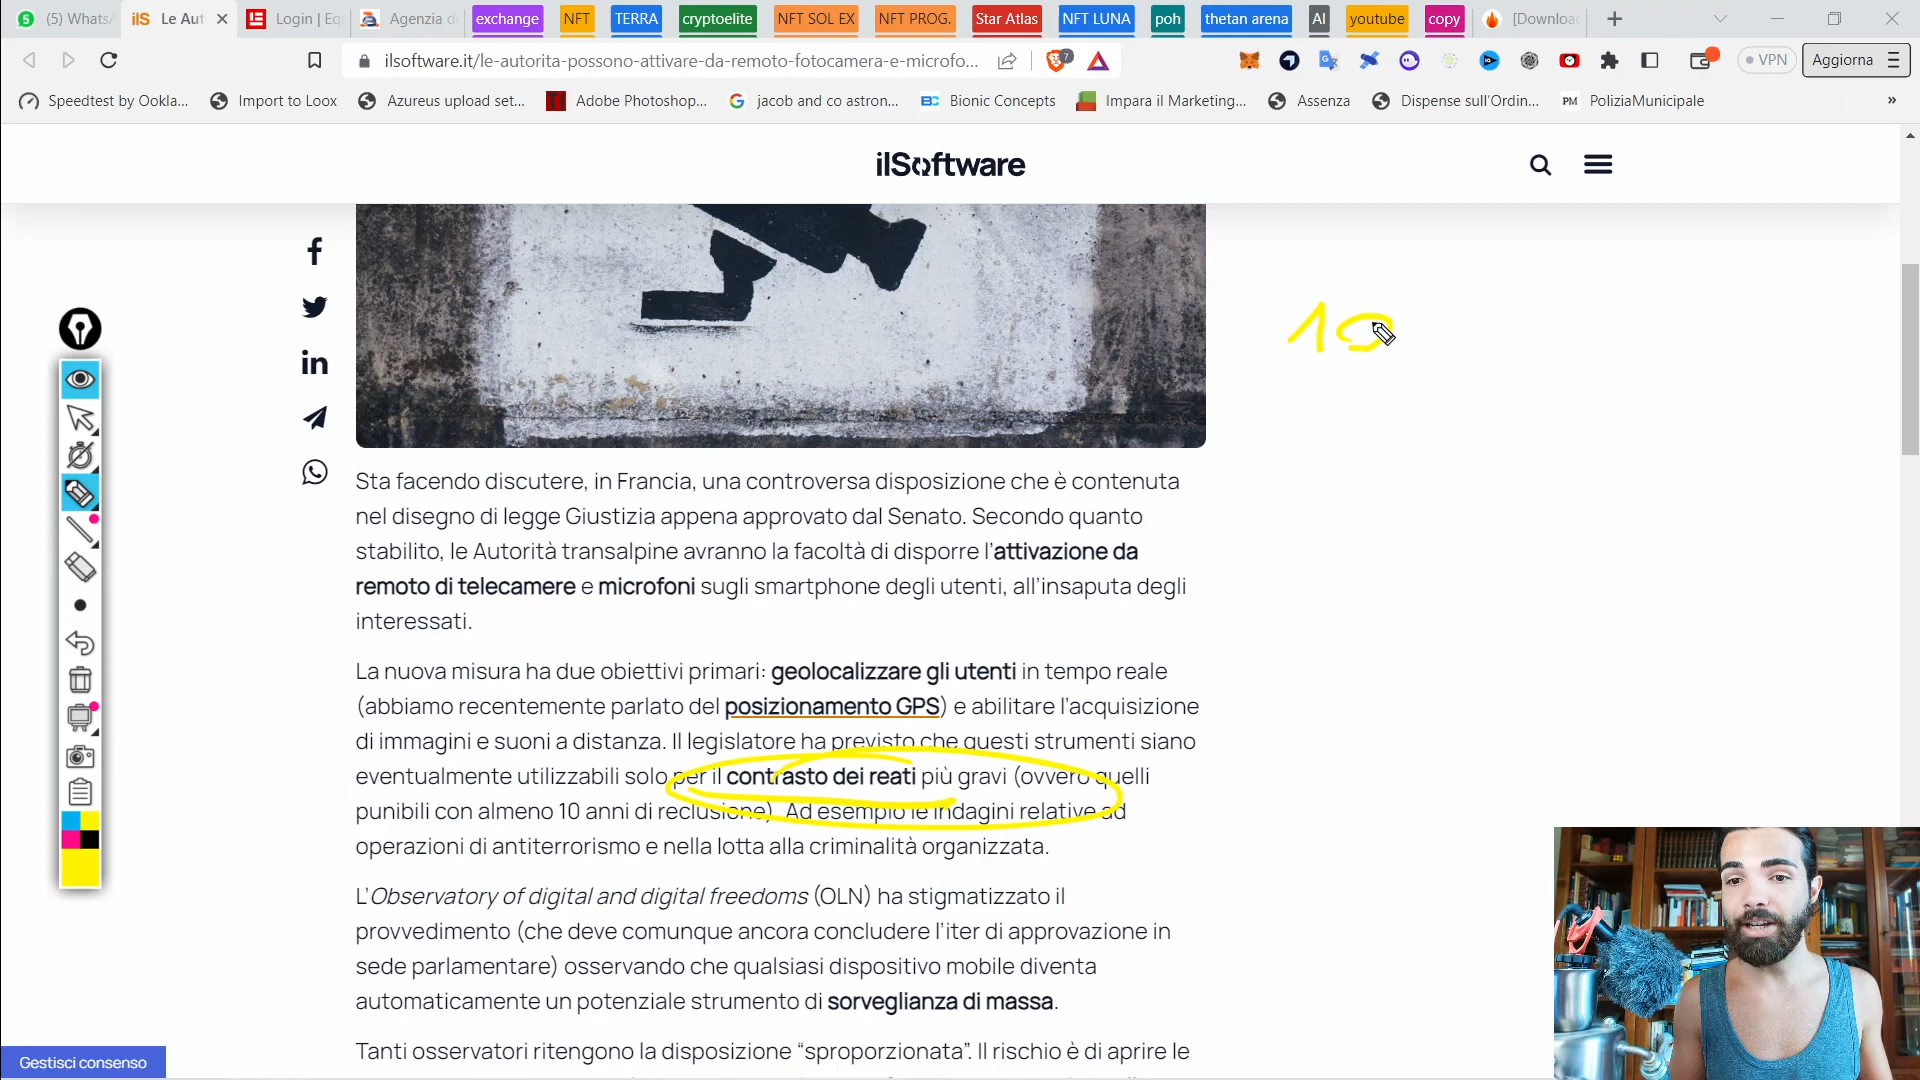 (5) Whats
Le Aut
Login | Eq
Agenzia d
exchange
NFT
TERRA
cryptoelite
NFT SOL EX
NFT PROG.
Star Atlas
NFT LUNA
poh
thetan arena
AI
youtube
copy
[Downloa
ilsoftware.it/le-autorita-possono-attivare-da-remoto-fotocamera-e-microfo...
7
VPN
Aggiorna
Speedtest by Ookla...
Import to Loox
Azureus upload set...
Adobe Photoshop...
jacob and co astron...
Bionic Concepts
Impara il Marketing...
Assenza
Dispense sull'Ordin...
PM PoliziaMunicipale
»
ilSoftware
10
Sta facendo discutere, in Francia, una controversa disposizione che è contenuta
nel disegno di legge Giustizia appena approvato dal Senato. Secondo quanto
stabilito, le Autorità transalpine avranno la facoltà di disporre l'attivazione da
remoto di telecamere e microfoni sugli smartphone degli utenti, all'insaputa degli
interessati.
La nuova misura ha due obiettivi primari: geolocalizzare gli utenti in tempo reale
(abbiamo recentemente parlato del posizionamento GPS) e abilitare l'acquisizione
di immagini e suoni a distanza. Il legislatore ha previsto che questi strumenti siano
eventualmente utilizzabili solo per il contrasto dei reati più gravi (ovvero quelli
punibili con almeno 10 anni di reclusione). Ad esempio le indagini relative ad
operazioni di antiterrorismo e nella lotta alla criminalità organizzata.
L'Observatory of digital and digital freedoms (OLN) ha stigmatizzato il
provvedimento (che deve comunque ancora concludere l'iter di approvazione in
sede parlamentare) osservando che qualsiasi dispositivo mobile diventa
automaticamente un potenziale strumento di sorveglianza di massa.
Tanti osservatori ritengono la disposizione "sproporzionata". Il rischio è di aprire le
Gestisci consenso